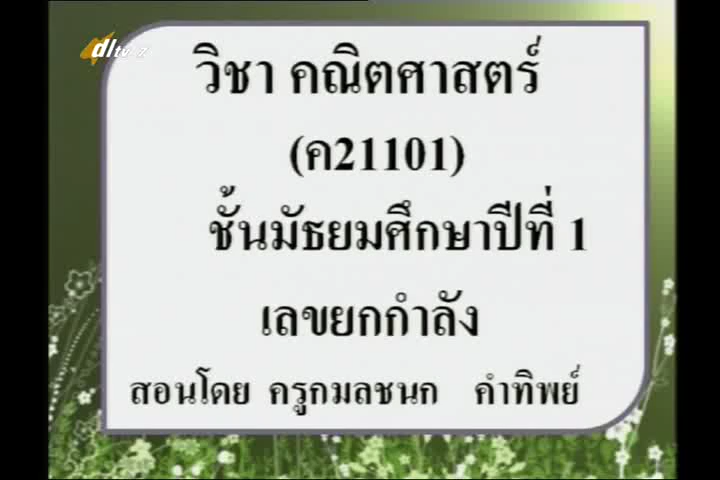 dltv 7
วิชา คณิตศาสตร์
(ค21101)
ชั้นมัธยมศึกษาปีที่ 1
เลขยกกำลัง
สอนโดย ครูกมลชนก คำทิพย์